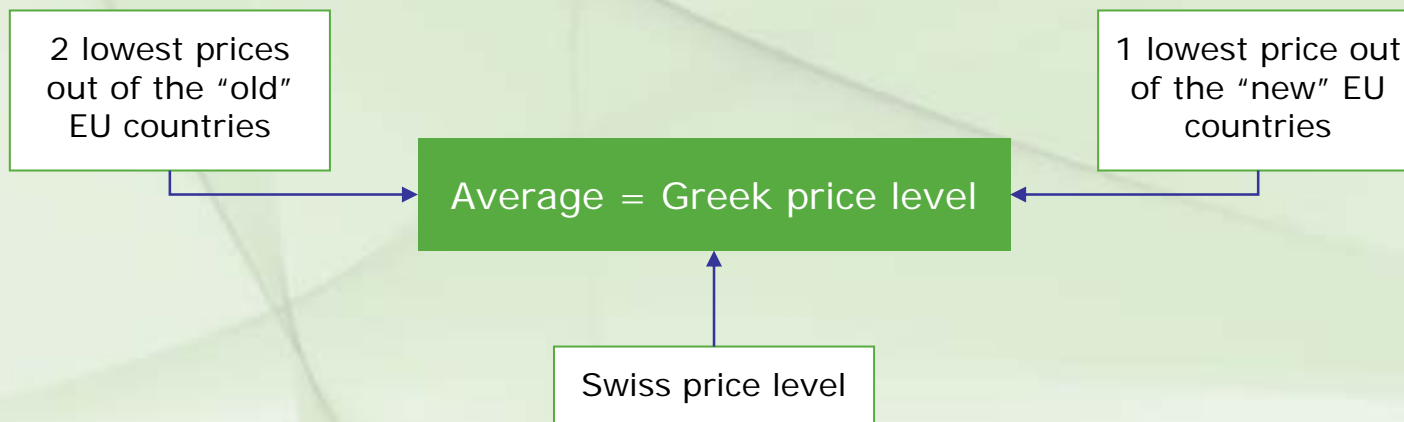 2 lowest prices
out of the “old”
EU countries
1 lowest price out
of the “new” EU
countries
Average = Greek price level
Swiss price level